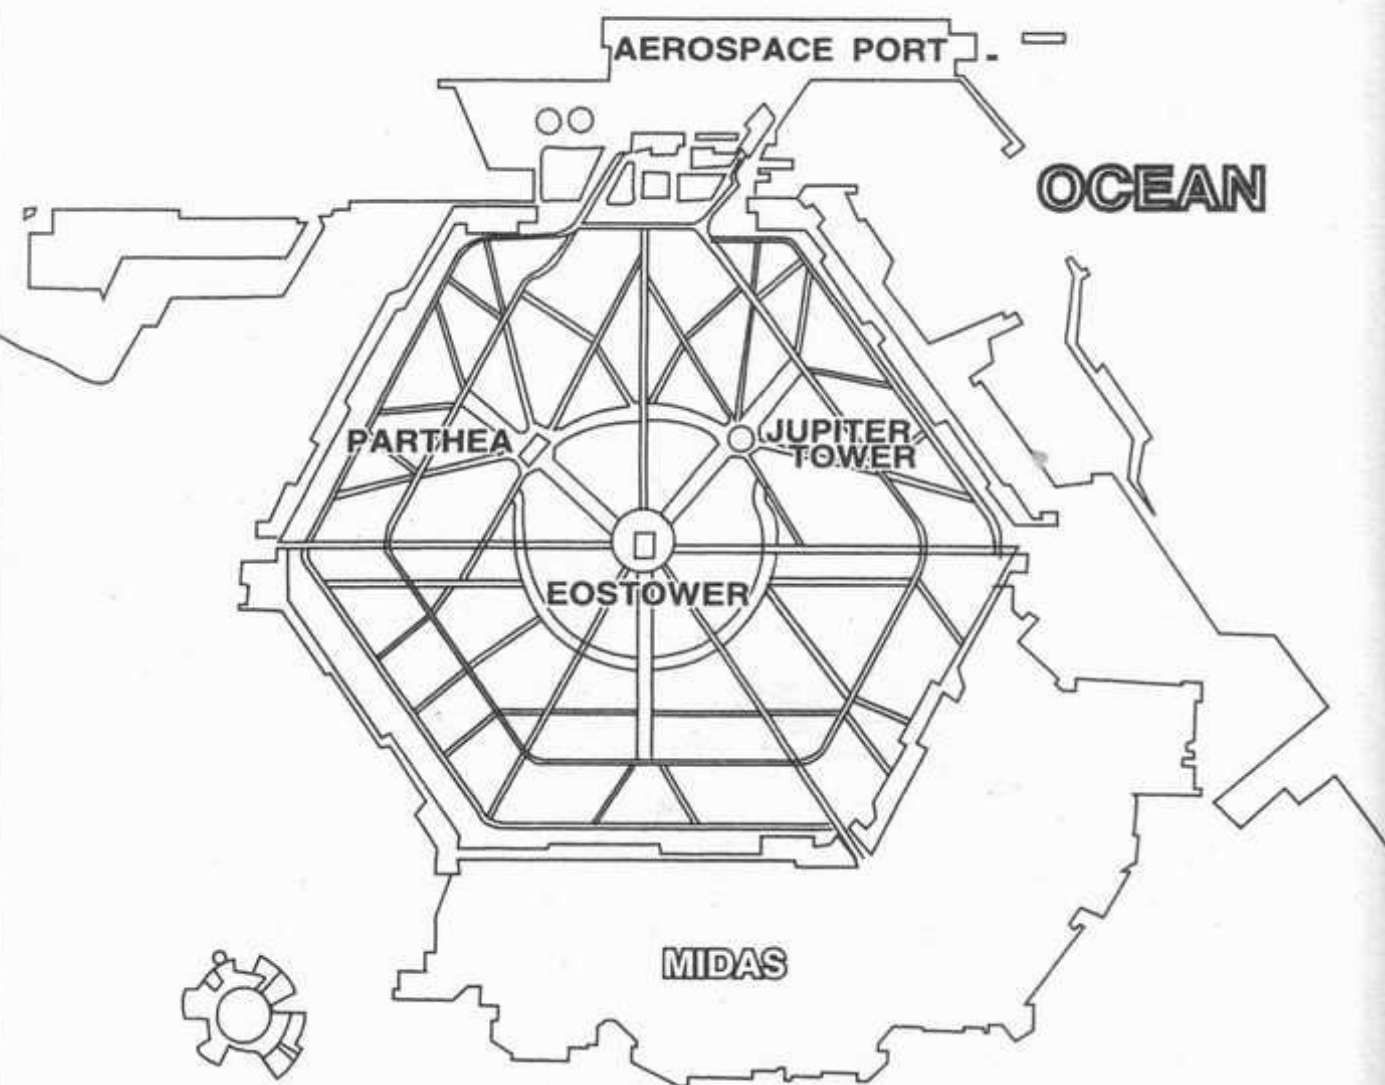 AEROSPACE PORT
OCEAN
PARTHEA
JUPITER
TOWER
EOSTOWER
MIDAS